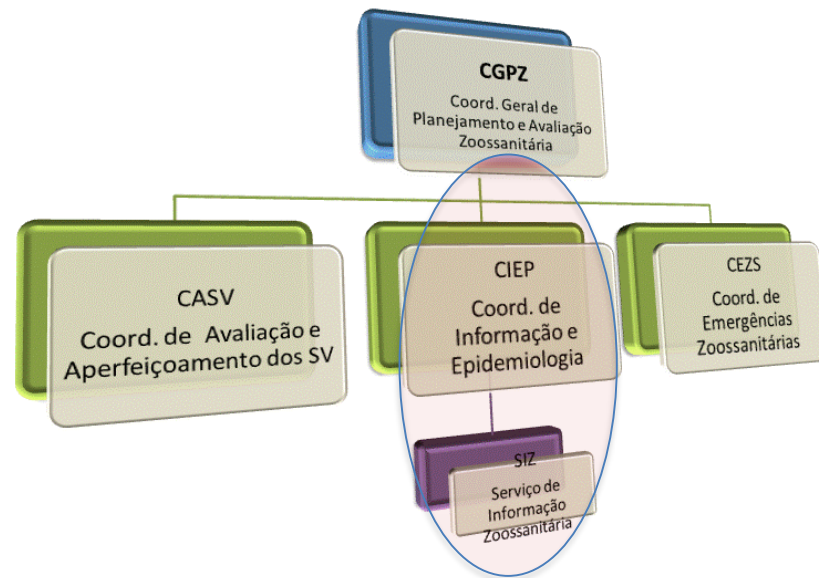 CGPZ
Coord. Geral de
Planejamento e Avaliação
Zoossanitária
CASV
Coord. de Avaliação e
Aperfeiçoamento dos SV
CIEP
Coord. de
Informação e
Epidemiologia
CEZS
Coord. de
Emergências
Zoossanitárias
SIZ
Serviço de
Informação
Zoossanitária